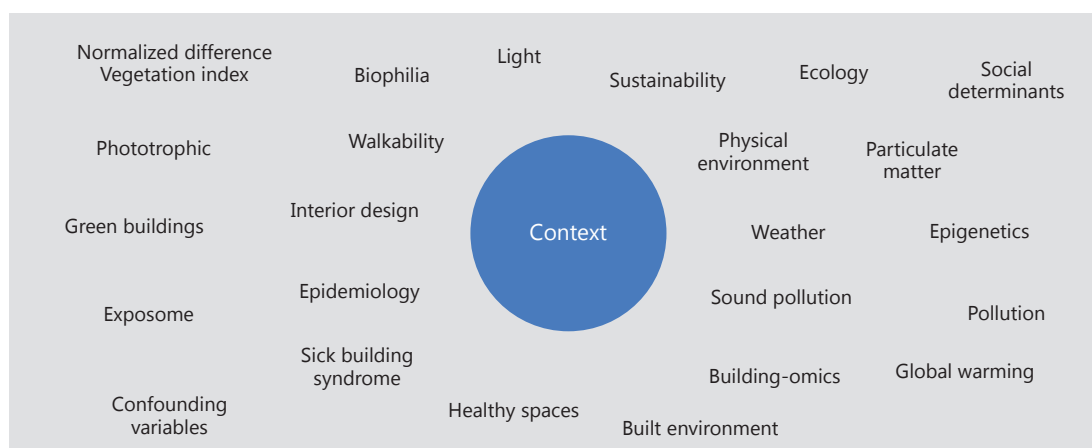 Normalized difference
Vegetation index
Biophilia
Light
Sustainability
Ecology
Social
determinants
Phototrophic
Walkability
Physical
environment
Particulate
matter
Green buildings
Interior design
Context
Weather
Epigenetics
Exposome
Epidemiology
Sound pollution
Pollution
Sick building
syndrome
Building-omics
Global warming
Confounding
variables
Healthy spaces
Built environment